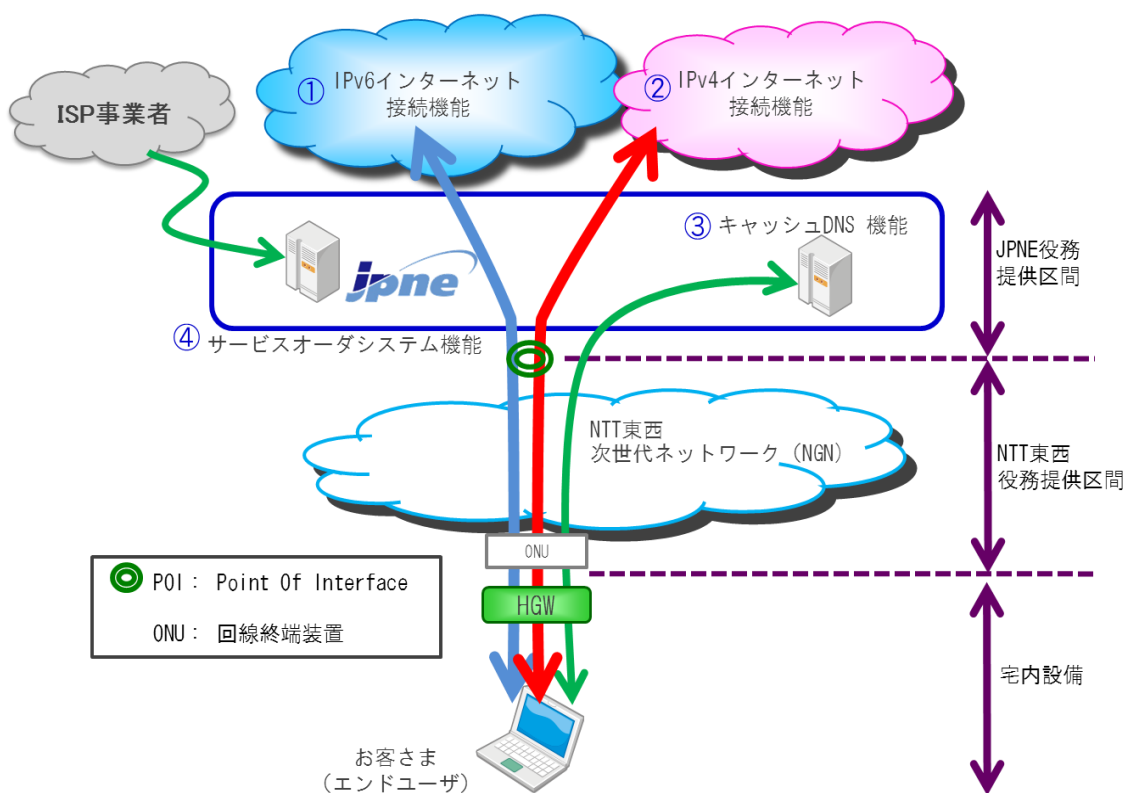 ① IPv6インターネット
接続機能
② IPv4インターネット
接続機能
ISP事業者
③ キャッシュDNS 機能
jpne
④ サービスオーダシステム機能
JPNE役務
提供区間
NTT東西
次世代ネットワーク（NGN）
NTT東西
役務提供区間
ONU
POI： Point Of Interface
ONU： 回線終端装置
HGW
宅内設備
お客さま
（エンドユーザ）